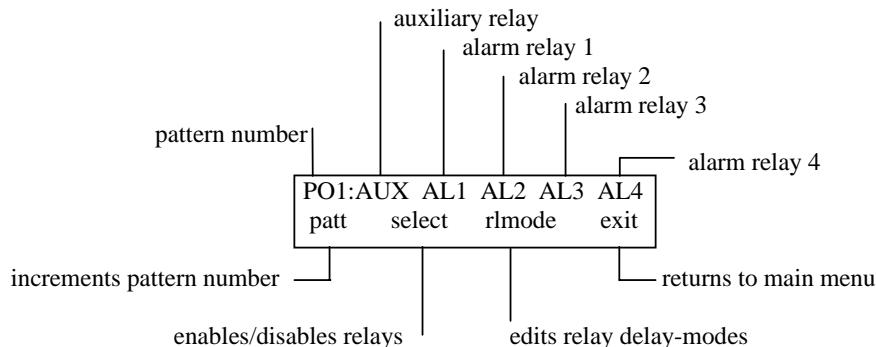 auxiliary relay
alarm relay 1
alarm relay 2
alarm relay 3
pattern number
alarm relay 4
PO1:AUX AL1 AL2 AL3 AL4
patt select rlmode exit
increments pattern number
returns to main menu
enables/disables relays
edits relay delay-modes